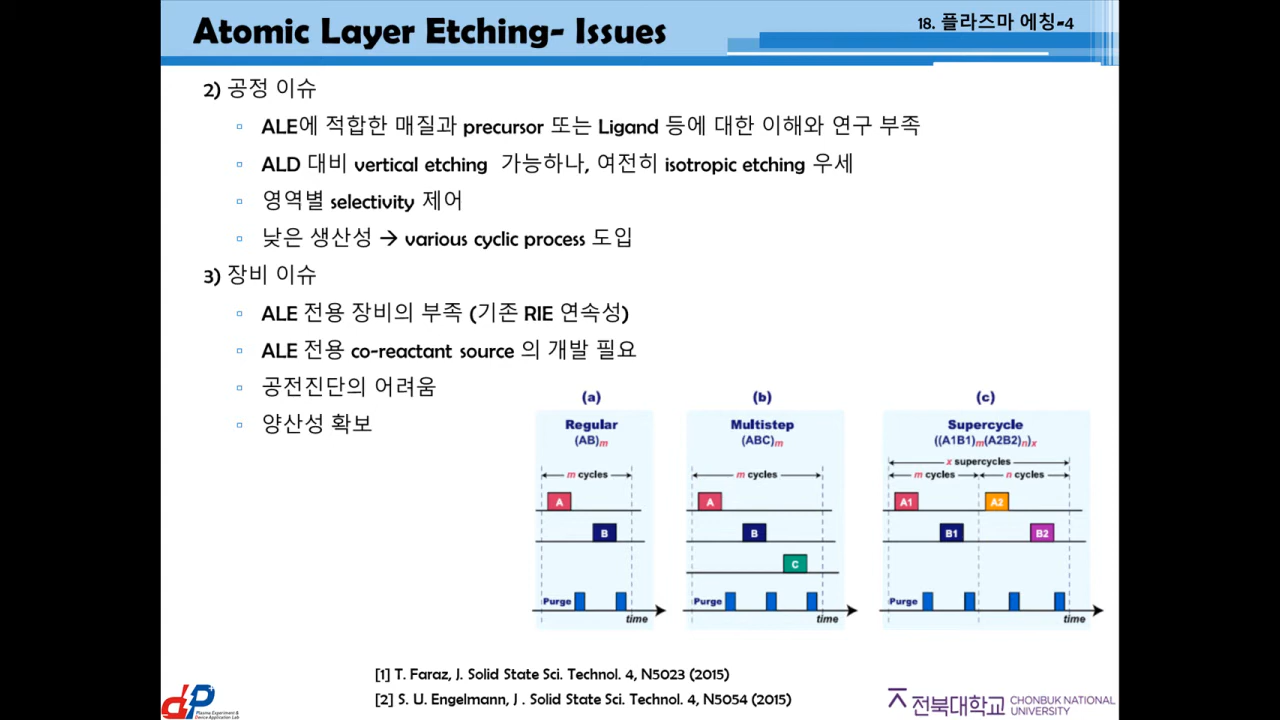 Atomic Layer Etching- Issues
18. 플라즈마 에칭-4
2) 공정 이슈
ALE에 적합한 매질과 precursor 또는 Ligand 등에 대한 이해와 연구 부족
ALD 대비 vertical etching 가능하나, 여전히 isotropic etching 우세
영역별 selectivity 제어
낮은 생산성 → various cyclic process 도입
3) 장비 이슈
ALE 전용 장비의 부족 (기존 RIE 연속성)
ALE 전용 co-reactant source 의 개발 필요
공전진단의 어려움
양산성 확보
(a)
Regular
(AB)m
m cycles
A
B
Purge
time
(b)
Multistep
(ABC)m
m cycles
A
B
C
Purge
time
(c)
Supercycle
((A1B1)m(A2B2)n)x
x supercycles
m cycles n cycles
A1 A2
B1 B2
Purge
time
[1] T. Faraz, J. Solid State Sci. Technol. 4, N5023 (2015)
[2] S. U. Engelmann, J . Solid State Sci. Technol. 4, N5054 (2015)
dP
Plasma Experiment &
Device Application Lab
전북대학교 CHONBUK NATIONAL
UNIVERSITY